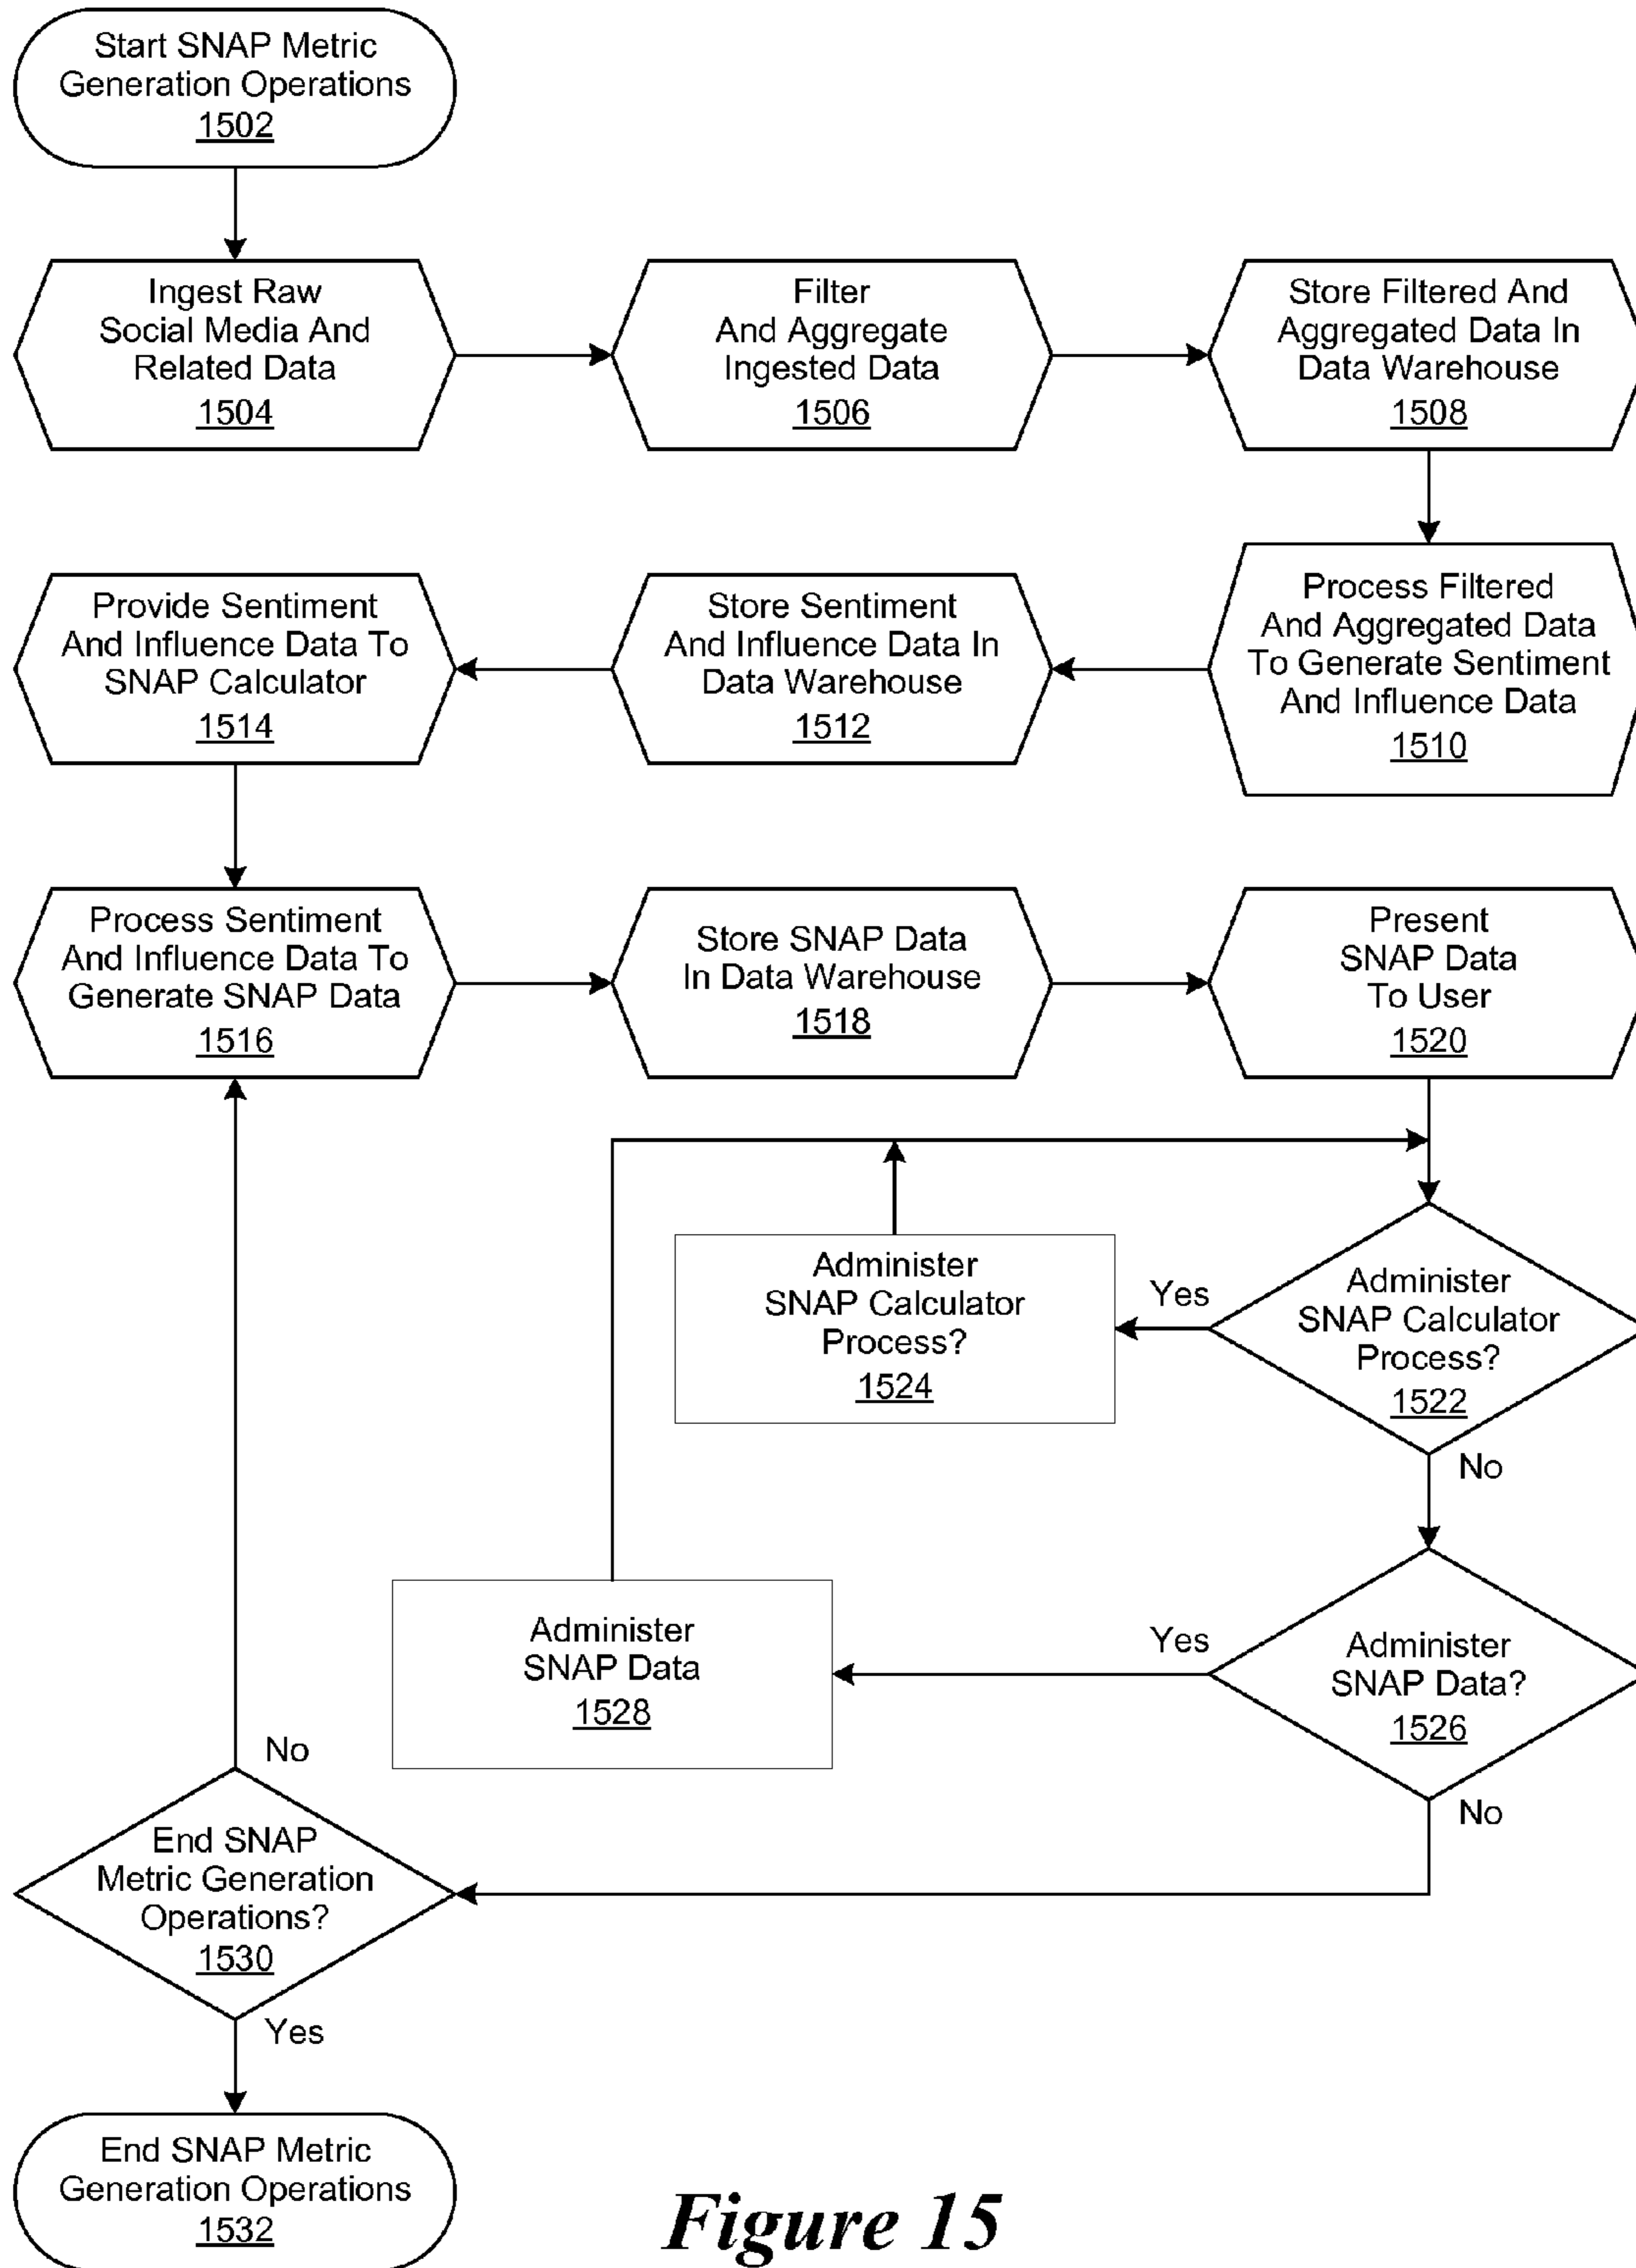 Start SNAP Metric
Generation Operations
1502
Ingest Raw
Social Media And
Related Data
1504
Filter
And Aggregate
Ingested Data
1506
Store Filtered And
Aggregated Data In
Data Warehouse
1508
Process Filtered
And Aggregated Data
To Generate Sentiment
And Influence Data
1510
Store Sentiment
And Influence Data In
Data Warehouse
1512
Provide Sentiment
And Influence Data To
SNAP Calculator
1514
Process Sentiment
And Influence Data To
Generate SNAP Data
1516
Store SNAP Data
In Data Warehouse
1518
Present
SNAP Data
To User
1520
Administer
SNAP Calculator
Process?
1522
Yes
Administer
SNAP Calculator
Process?
1524
No
Administer
SNAP Data?
1526
Yes
Administer
SNAP Data
1528
No
End SNAP
Metric Generation
Operations?
1530
No
Yes
End SNAP Metric
Generation Operations
1532
Figure 15